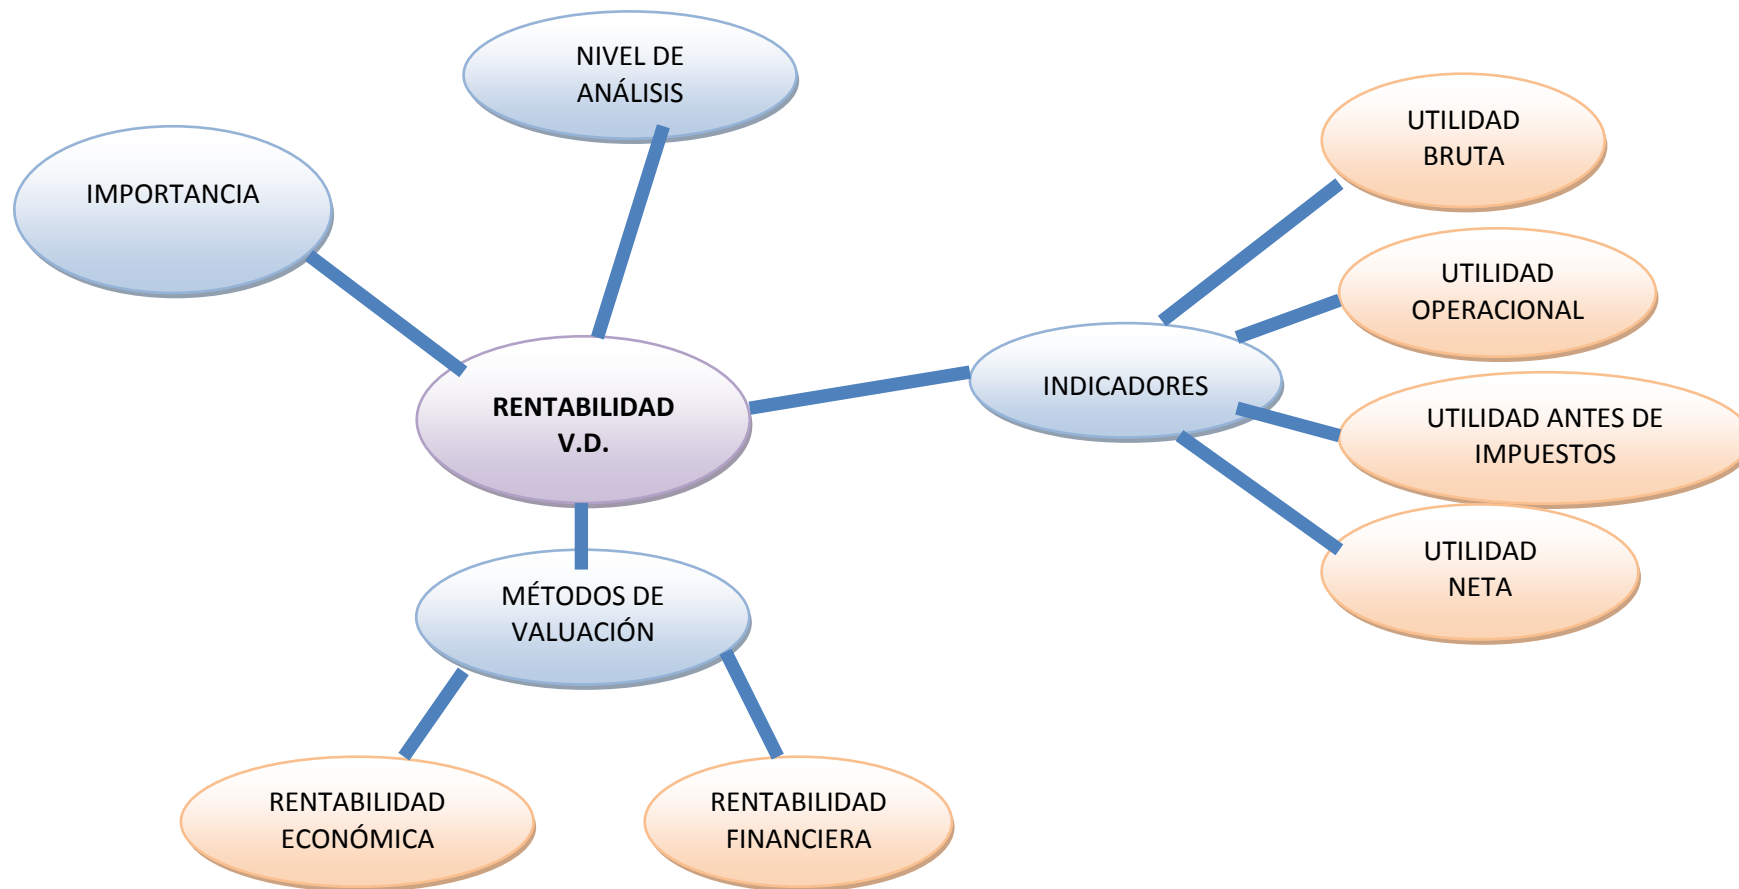 NIVEL DE
ANÁLISIS
IMPORTANCIA
RENTABILIDAD
V.D.
INDICADORES
UTILIDAD
BRUTA
UTILIDAD
OPERACIONAL
UTILIDAD ANTES DE
IMPUESTOS
UTILIDAD
NETA
MÉTODOS DE
VALUACIÓN
RENTABILIDAD
ECONÓMICA
RENTABILIDAD
FINANCIERA